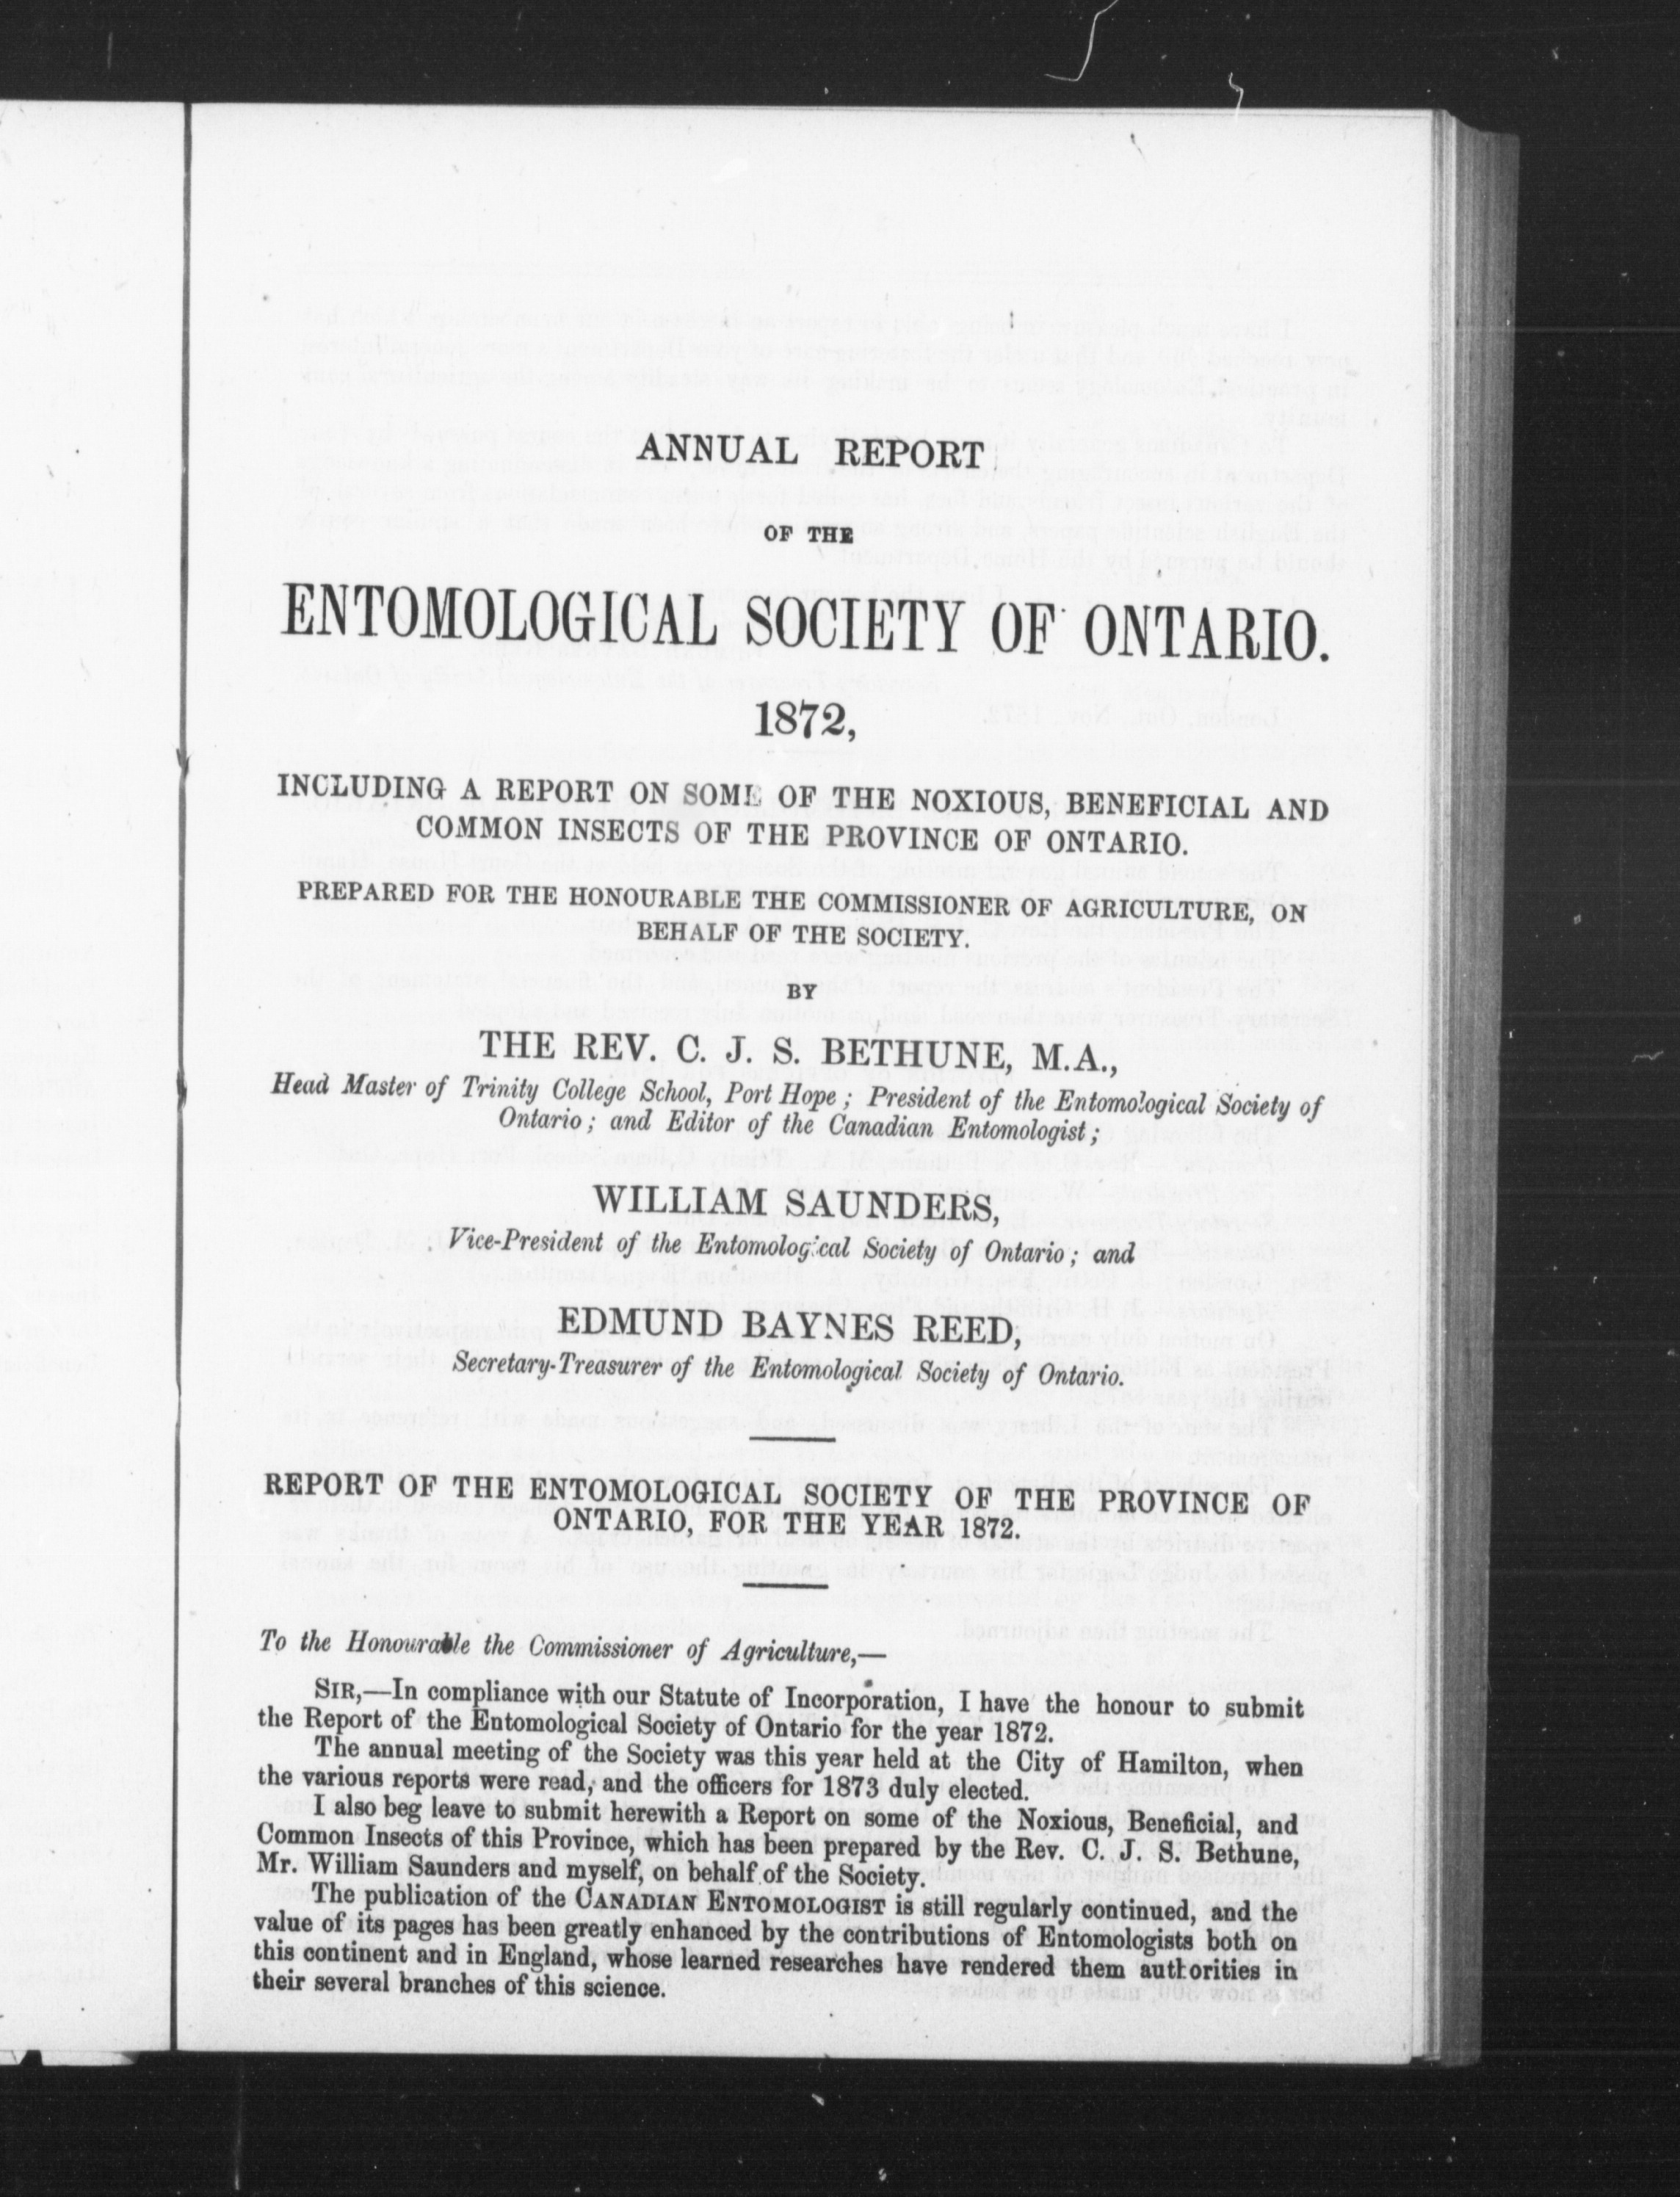 ANNUAL REPORT
OF THE
ENTOMOLOGICAL SOCIETY OF ONTARIO.
1872,
INCLUDING A REPORT ON SOME OF THE NOXIOUS, BENEFICIAL AND
COMMON INSECTS OF THE PROVINCE OF ONTARIO.
PREPARED FOR THE HONOURABLE THE COMMISSIONER OF AGRICULTURE, ON
BEHALF OF THE SOCIETY.
BY
THE REV. C. J. S. BETHUNE, M.A.,
Head Master of Trinity College School, Port Hope; President of the Entomological Society of
Ontario; and Editor of the Canadian Entomologist;
WILLIAM SAUNDERS,
Vice-President of the Entomological Society of Ontario; and
EDMUND BAYNES REED,
Secretary-Treasurer of the Entomological Society of Ontario.
REPORT OF THE ENTOMOLOGICAL SOCIETY OF THE PROVINCE OF
ONTARIO, FOR THE YEAR 1872.
To the Honourable the Commissioner of Agriculture,—
SIR,—In compliance with our Statute of Incorporation, I have the honour to submit
the Report of the Entomological Society of Ontario for the year 1872.
The annual meeting of the Society was this year held at the City of Hamilton, when
the various reports were read, and the officers for 1873 duly elected.
I also beg leave to submit herewith a Report on some of the Noxious, Beneficial, and
Common Insects of this Province, which has been prepared by the Rev. C. J. S. Bethune,
Mr. William Saunders and myself, on behalf of the Society.
The publication of the CANADIAN ENTOMOLOGIST is still regularly continued, and the
value of its pages has been greatly enhanced by the contributions of Entomologists both on
this continent and in England, whose learned researches have rendered them authorities in
their several branches of this science.